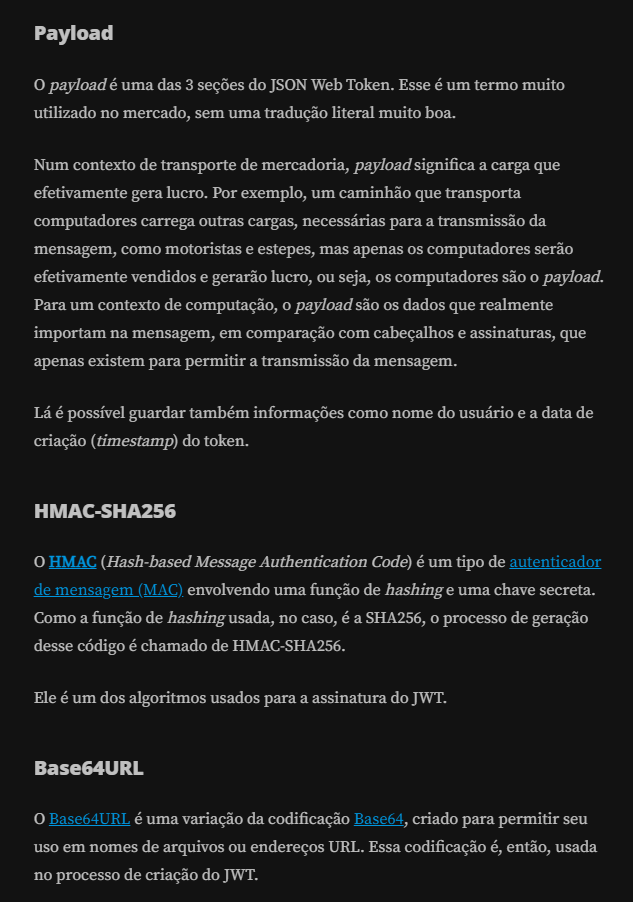 Payload
O payload é uma das 3 seções do JSON Web Token. Esse é um termo muito
utilizado no mercado, sem uma tradução literal muito boa.
Num contexto de transporte de mercadoria, payload significa a carga que
efetivamente gera lucro. Por exemplo, um caminhão que transporta
computadores carrega outras cargas, necessárias para a transmissão da
mensagem, como motoristas e estepes, mas apenas os computadores serão
efetivamente vendidos e gerarão lucro, ou seja, os computadores são o payload.
Para um contexto de computação, o payload são os dados que realmente
importam na mensagem, em comparação com cabeçalhos e assinaturas, que
apenas existem para permitir a transmissão da mensagem.
Lá é possível guardar também informações como nome do usuário e a data de
criação (timestamp) do token.
HMAC-SHA256
O HMAC (Hash-based Message Authentication Code) é um tipo de autenticador
de mensagem (MAC) envolvendo uma função de hashing e uma chave secreta.
Como a função de hashing usada, no caso, é a SHA256, o processo de geração
desse código é chamado de HMAC-SHA256.
Ele é um dos algoritmos usados para a assinatura do JWT.
Base64URL
O Base64URL é uma variação da codificação Base64, criado para permitir seu
uso em nomes de arquivos ou endereços URL. Essa codificação é, então, usada
no processo de criação do JWT.